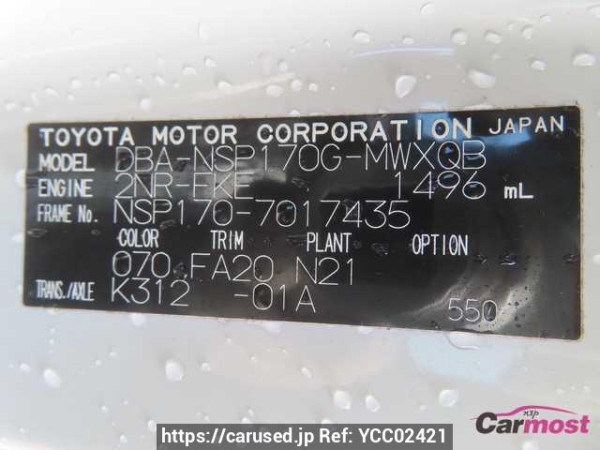 TOYOTA MOTOR CORPORATION JAPAN
MODEL DBA-NSP170G-MWXQB
ENGINE 2NR-FKE 1496 mL
FRAME No. NSP170-7017435
COLOR TRIM PLANT OPTION
070 FA20 N21
TRANS./AXLE K312 -01A
550
Carmost
https://carused.jp Ref: YCC02421